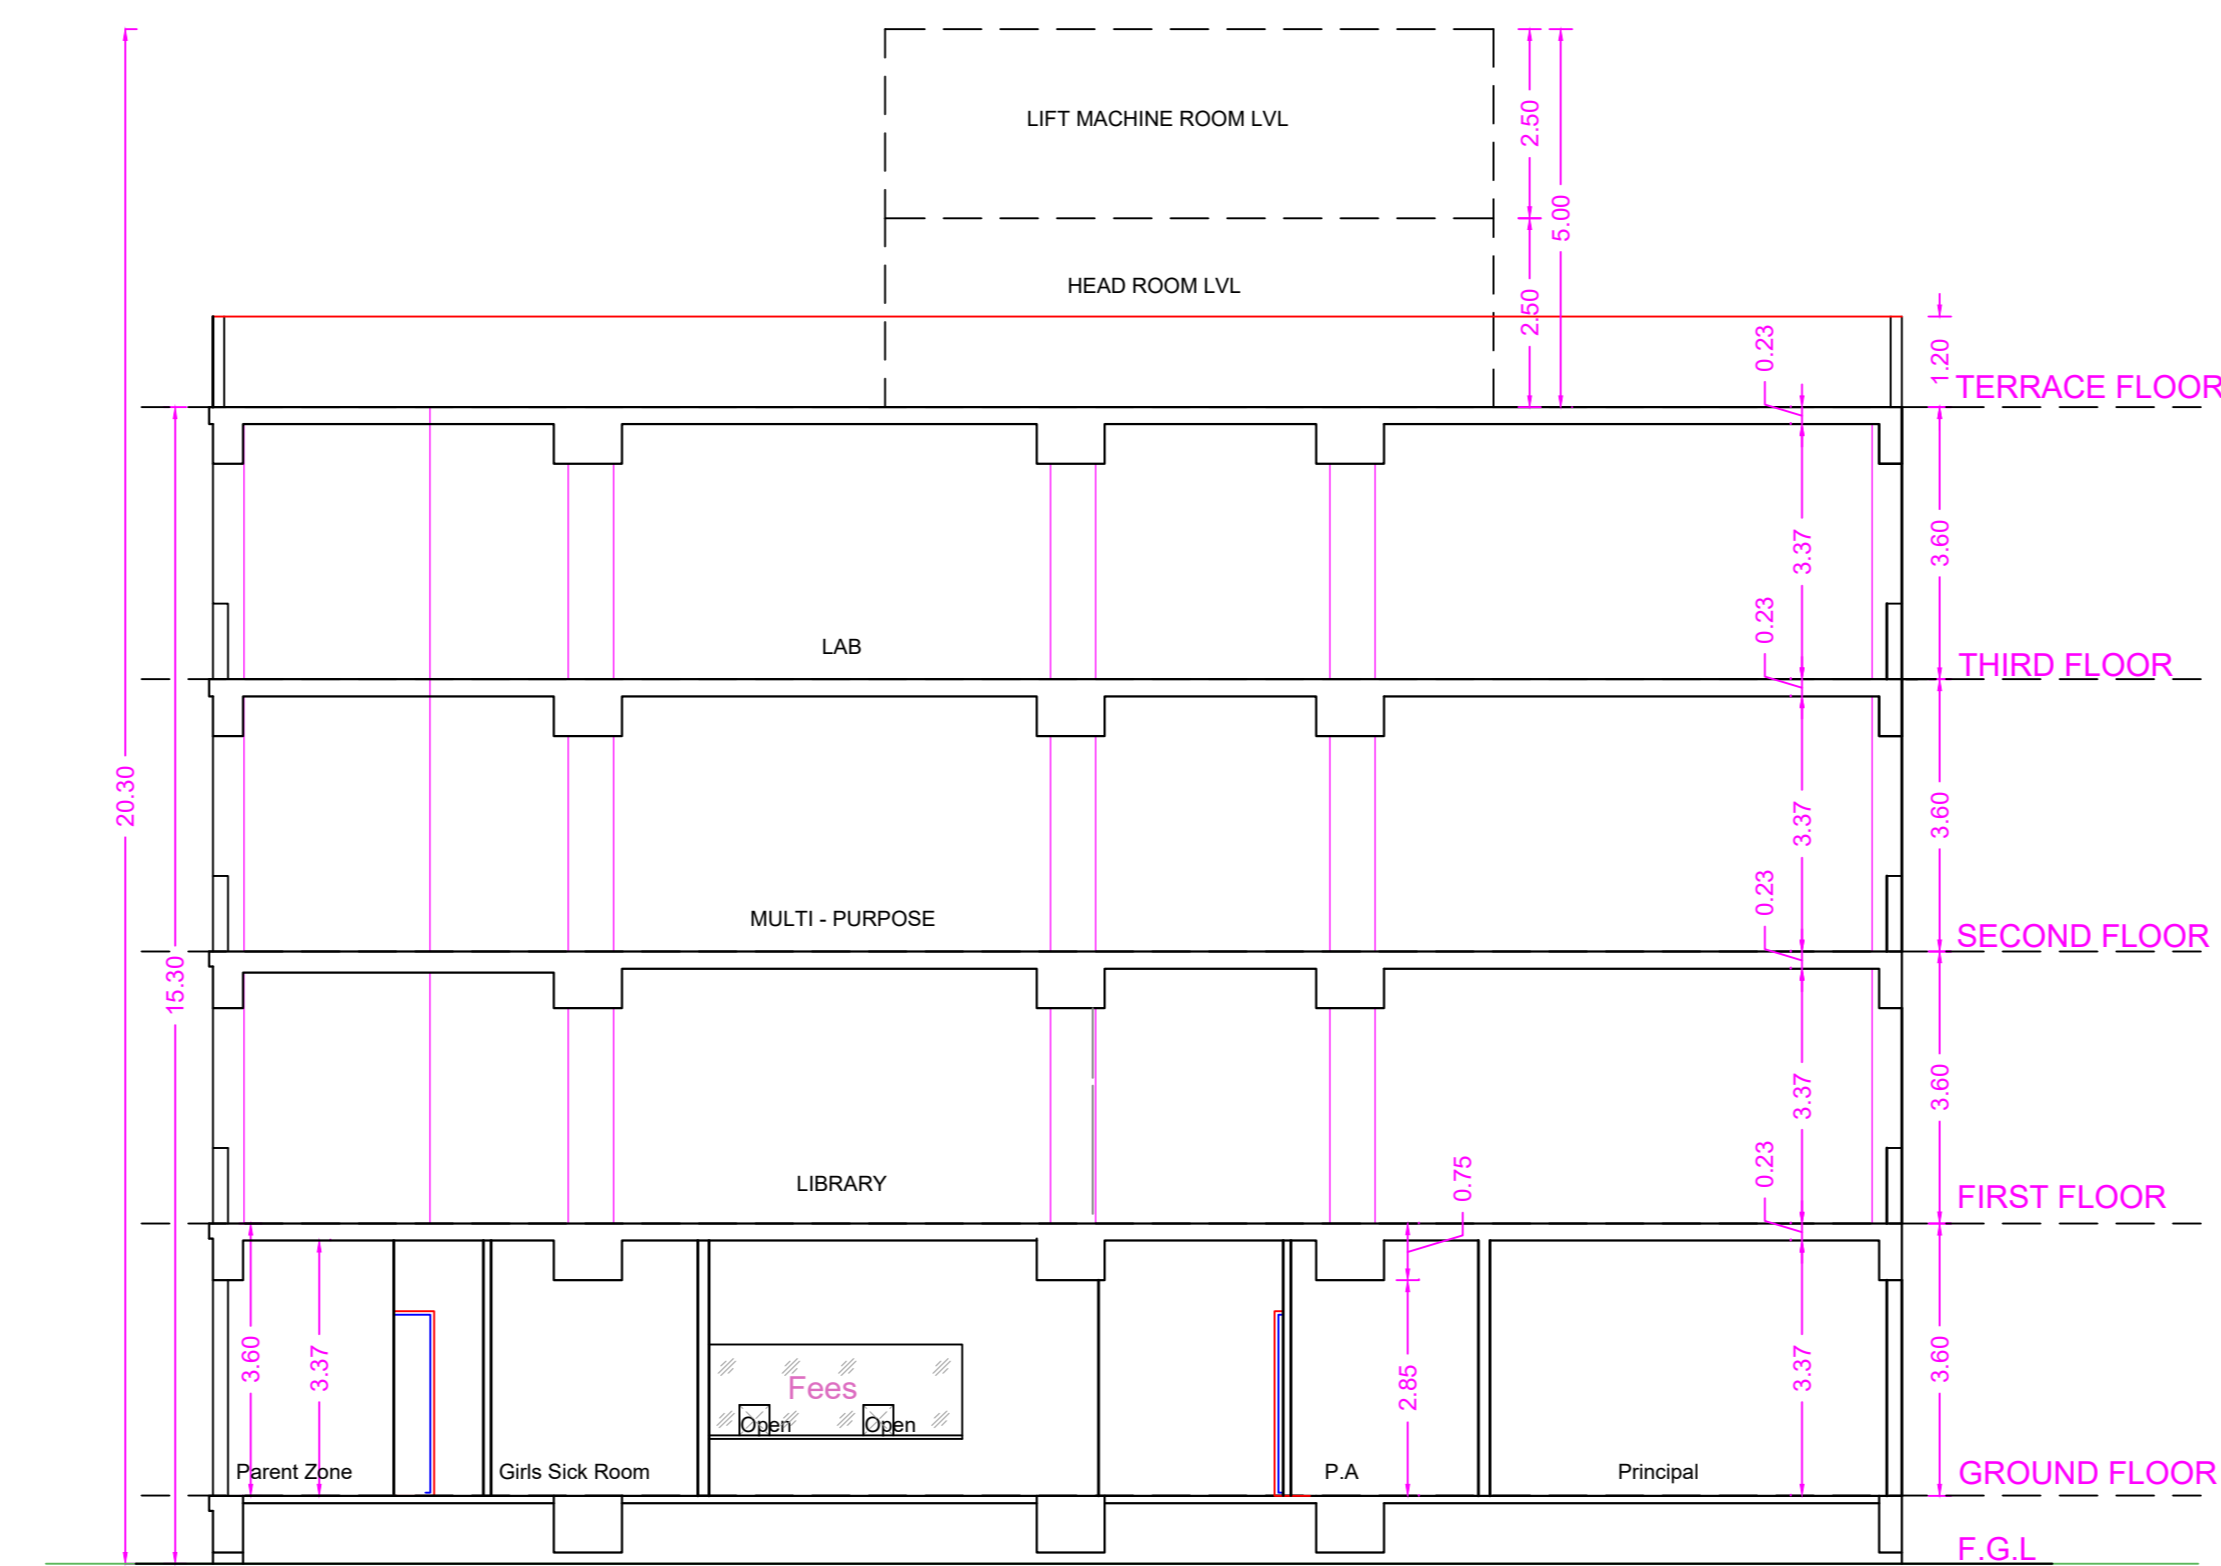 LIFT MACHINE ROOM LVL
2.50
5.00
HEAD ROOM LVL
2.50
0.23
1.20
TERRACE FLOOR
3.37
3.60
0.23
LAB
THIRD FLOOR
20.30
3.37
3.60
0.23
MULTI - PURPOSE
SECOND FLOOR
15.30
3.37
3.60
0.75
0.23
LIBRARY
FIRST FLOOR
3.60
3.37
Fees
2.85
3.37
3.60
Open
Open
Parent Zone
Girls Sick Room
P.A
Principal
GROUND FLOOR
F.G.L